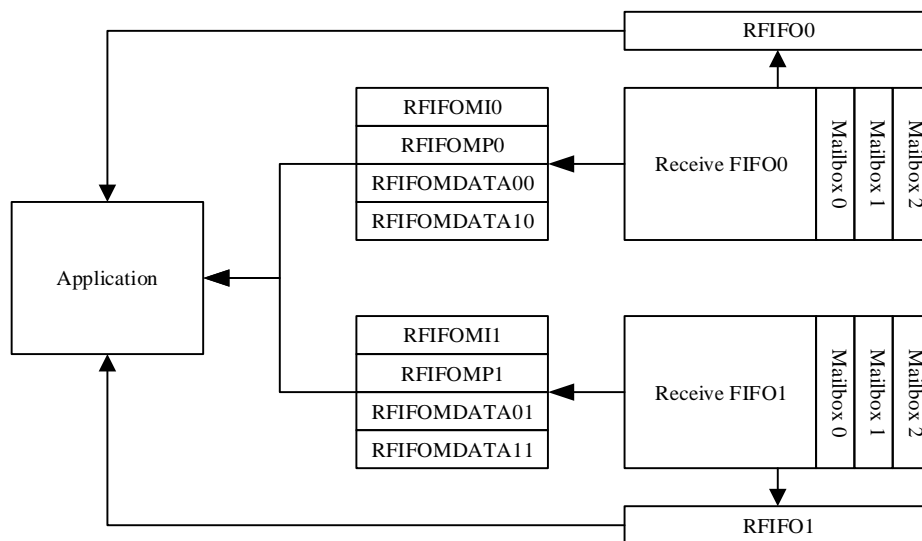 RFIFO0
RFIFOMI0
RFIFOMP0
RFIFOMDATA00
RFIFOMDATA10
Receive FIFO0
Mailbox 0
Mailbox 1
Mailbox 2
Application
RFIFOMI1
RFIFOMP1
RFIFOMDATA01
RFIFOMDATA11
Receive FIFO1
Mailbox 0
Mailbox 1
Mailbox 2
RFIFO1